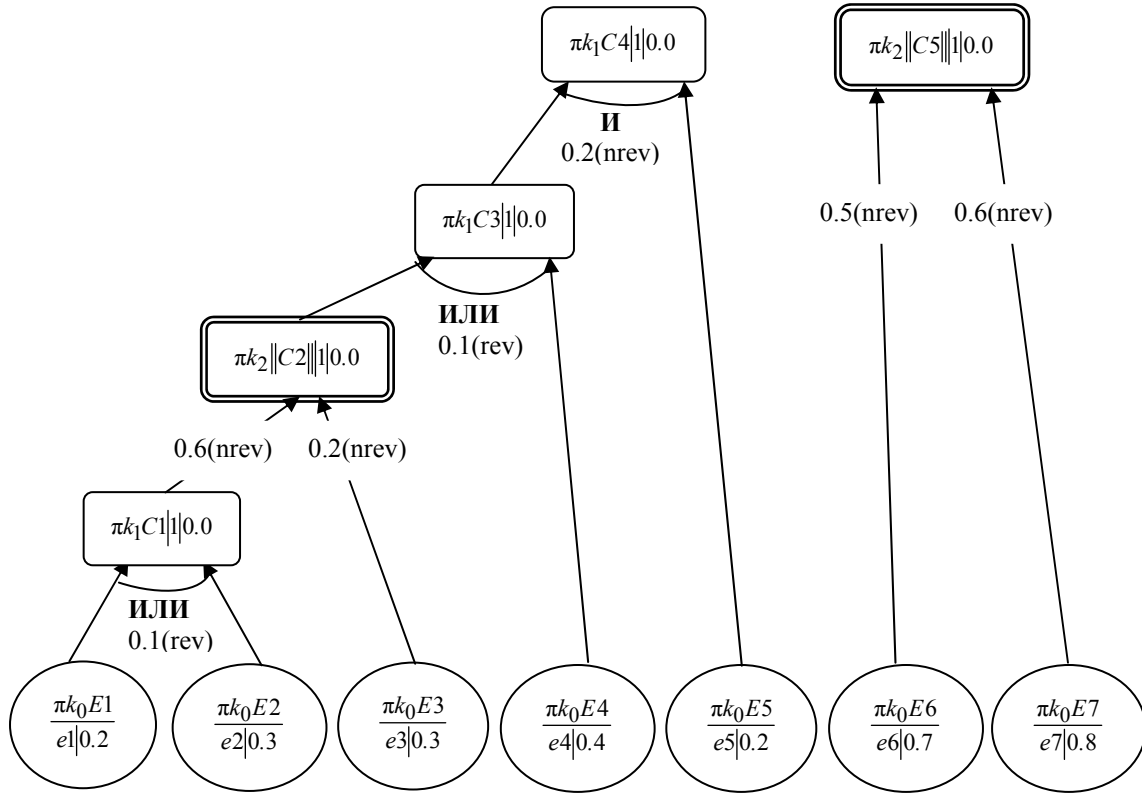 πk₁C4|1|0.0
πk₂||C5|||1|0.0
И
0.2(nrev)
πk₁C3|1|0.0
0.5(nrev)
0.6(nrev)
ИЛИ
0.1(rev)
πk₂||C2|||1|0.0
0.6(nrev)
0.2(nrev)
πk₁C1|1|0.0
ИЛИ
0.1(rev)
πk₀E1
e1|0.2
πk₀E2
e2|0.3
πk₀E3
e3|0.3
πk₀E4
e4|0.4
πk₀E5
e5|0.2
πk₀E6
e6|0.7
πk₀E7
e7|0.8